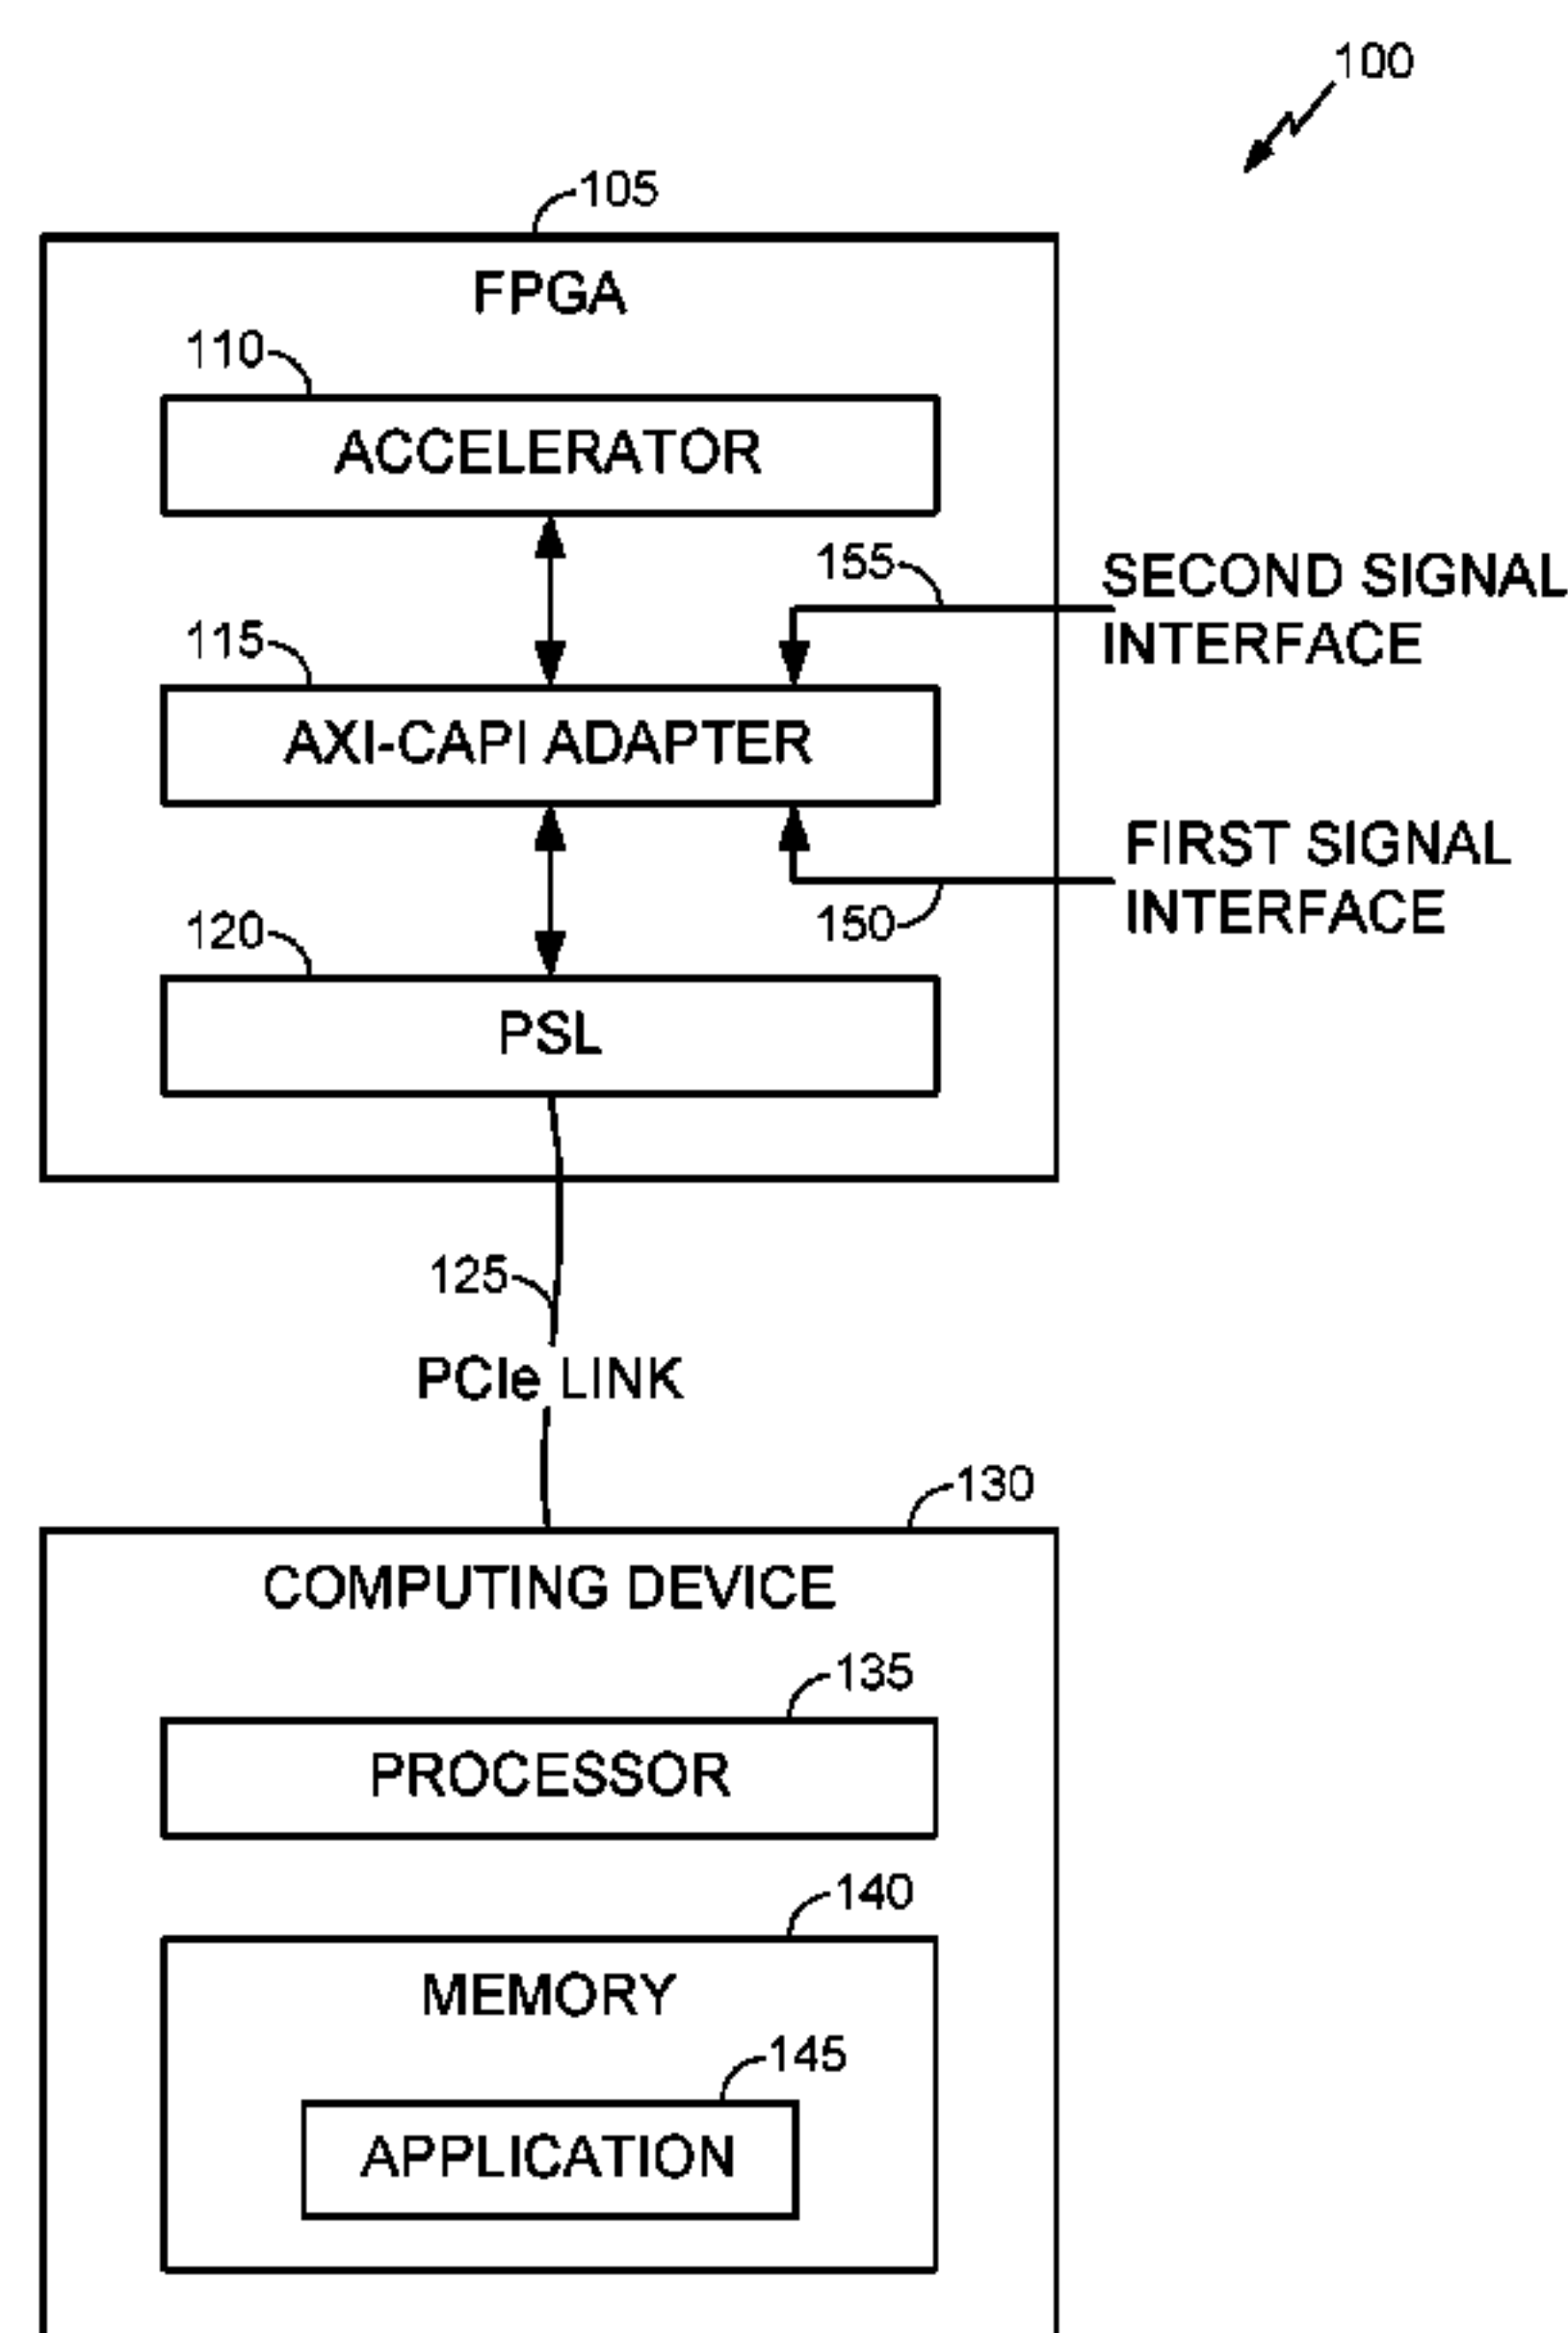 100
105
FPGA
110
ACCELERATOR
155
SECOND SIGNAL
INTERFACE
115
AXI-CAPI ADAPTER
FIRST SIGNAL
INTERFACE
150
120
PSL
125
PCIe LINK
130
COMPUTING DEVICE
135
PROCESSOR
140
MEMORY
145
APPLICATION